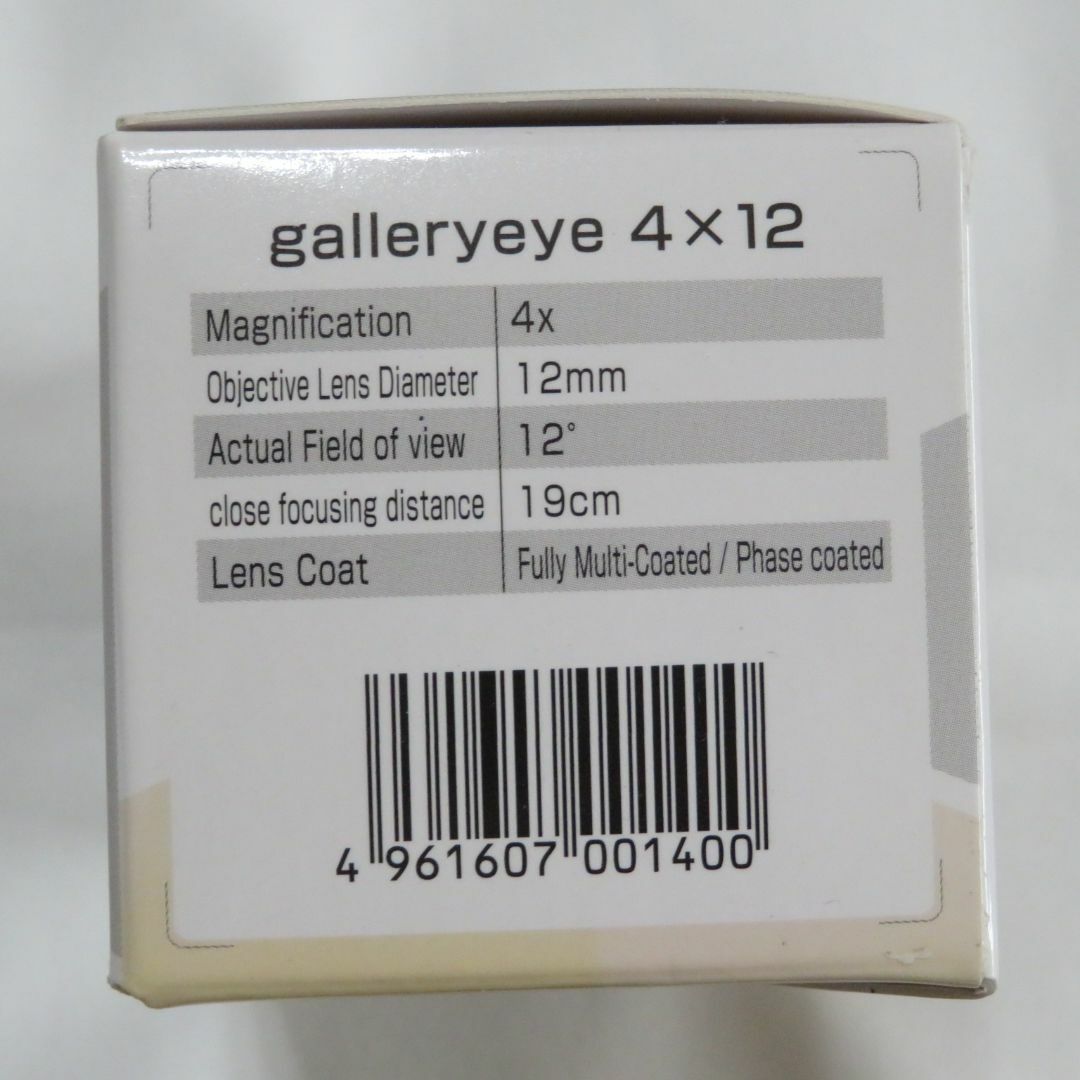 galleryeye 4×12
Magnification 4x
Objective Lens Diameter 12mm
Actual Field of view 12°
close focusing distance 19cm
Lens Coat Fully Multi-Coated / Phase coated
4 961607 001400